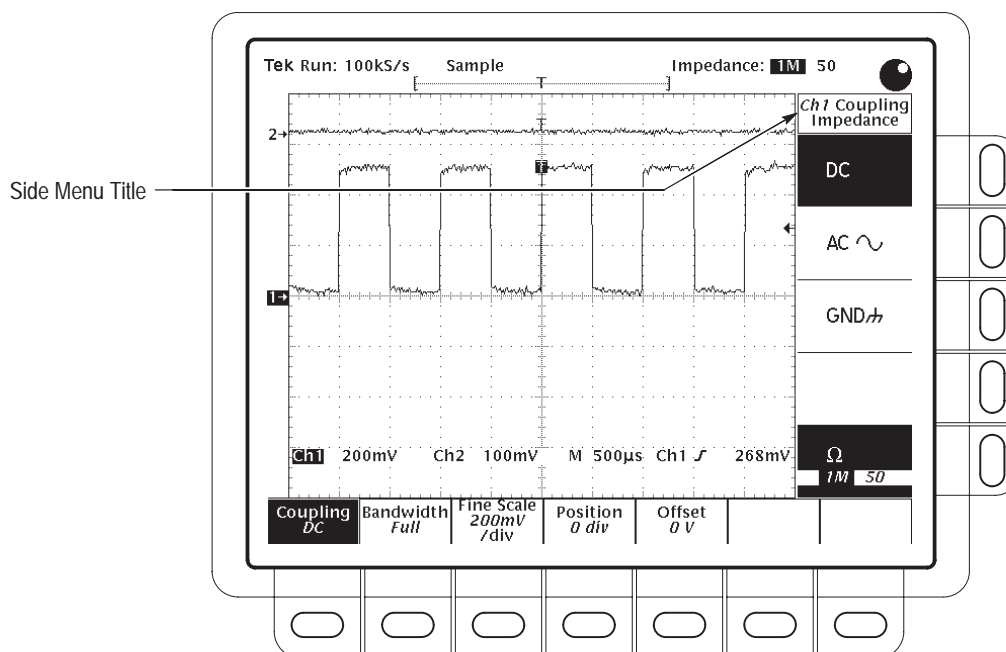 Tek Run: 100kS/s Sample Impedance: 1M 50
Ch1 Coupling
Impedance
T
2
Side Menu Title
T
T
DC
AC
1
GND
Ch1 200mV Ch2 100mV M 500µs Ch1 268mV
Ω
1M 50
Coupling
DC
Bandwidth
Full
Fine Scale
200mV
/div
Position
0 div
Offset
0 V